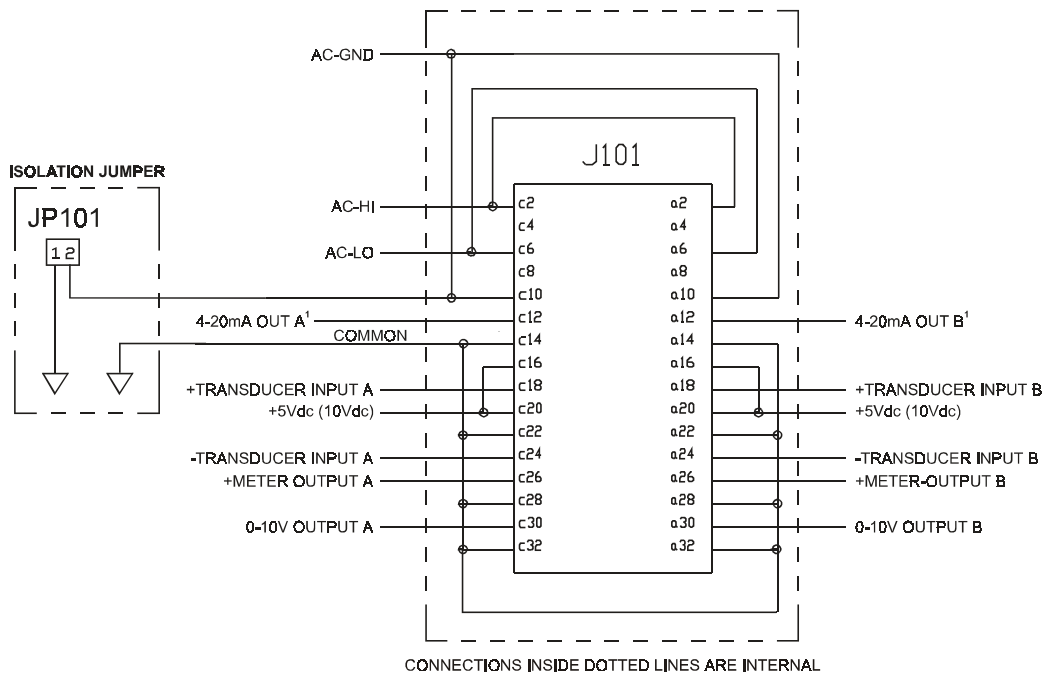 AC-GND
J101
ISOLATION JUMPER
JP101
1 2
AC-HI
AC-LO
c2 a2
c4 a4
c6 a6
c8 a8
c10 a10
4-20mA OUT A¹ c12 a12 4-20mA OUT B¹
COMMON c14 a14
c16 a16
+TRANSDUCER INPUT A c18 a18 +TRANSDUCER INPUT B
+5Vdc (10Vdc) c20 a20 +5Vdc (10Vdc)
c22 a22
-TRANSDUCER INPUT A c24 a24 -TRANSDUCER INPUT B
+METER OUTPUT A c26 a26 +METER-OUTPUT B
c28 a28
0-10V OUTPUT A c30 a30 0-10V OUTPUT B
c32 a32
CONNECTIONS INSIDE DOTTED LINES ARE INTERNAL